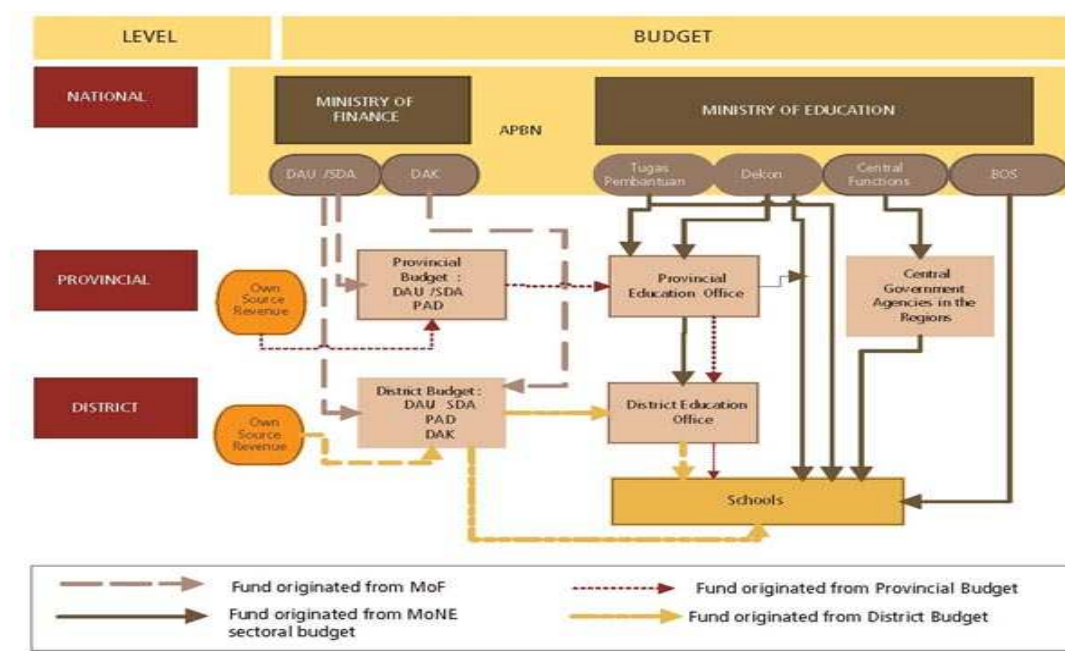 LEVEL
BUDGET
NATIONAL
MINISTRY OF
FINANCE
APBN
MINISTRY OF EDUCATION
DAU /SDA
DAK
Tugas
Pembantuan
Dekon
Central
Functions
BOS
PROVINCIAL
Own
Source
Revenue
Provincial
Budget :
DAU /SDA
PAD
Provincial
Education Office
Central
Government
Agencies in the
Regions
DISTRICT
Own
Source
Revenue
District Budget :
DAU SDA
PAD
DAK
District Education
Office
Schools
Fund originated from MoF
Fund originated from Provincial Budget
Fund originated from MoNE
sectoral budget
Fund originated from District Budget